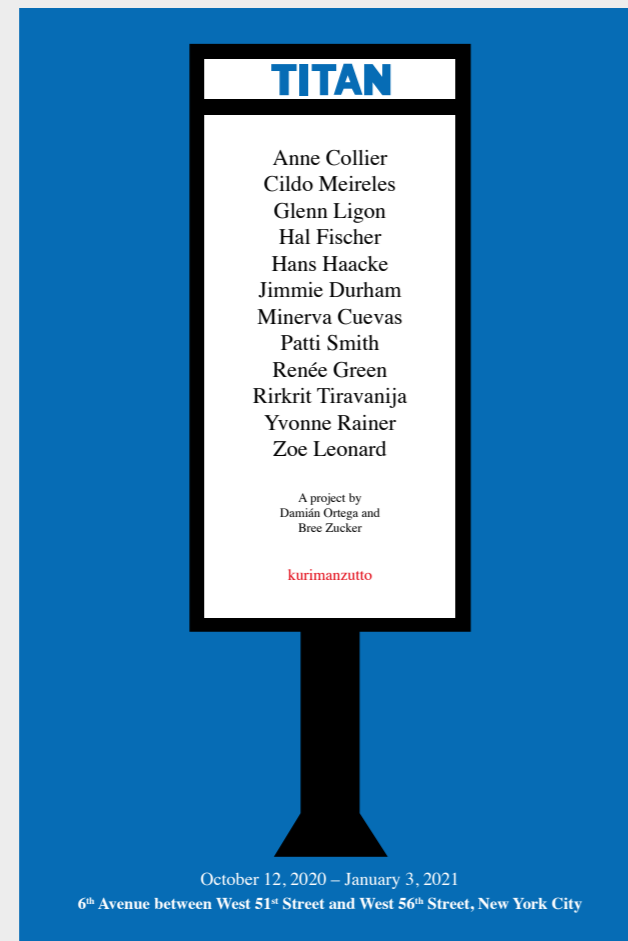 TITAN
Anne Collier
Cildo Meireles
Glenn Ligon
Hal Fischer
Hans Haacke
Jimmie Durham
Minerva Cuevas
Patti Smith
Renée Green
Rirkrit Tiravanija
Yvonne Rainer
Zoe Leonard
A project by
Damián Ortega and
Bree Zucker
kurimanzutto
October 12, 2020 – January 3, 2021
6th Avenue between West 51st Street and West 56th Street, New York City